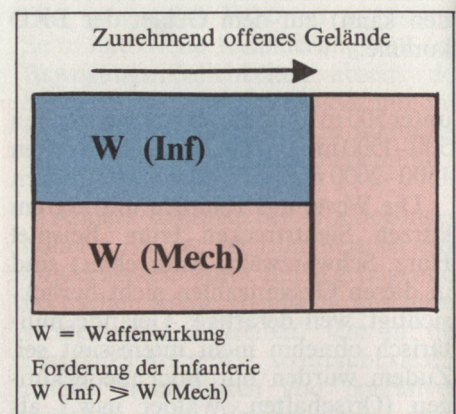 Zunehmend offenes Gelände
W (Inf)
W (Mech)
W = Waffenwirkung
Forderung der Infanterie
W (Inf) ⩾ W (Mech)